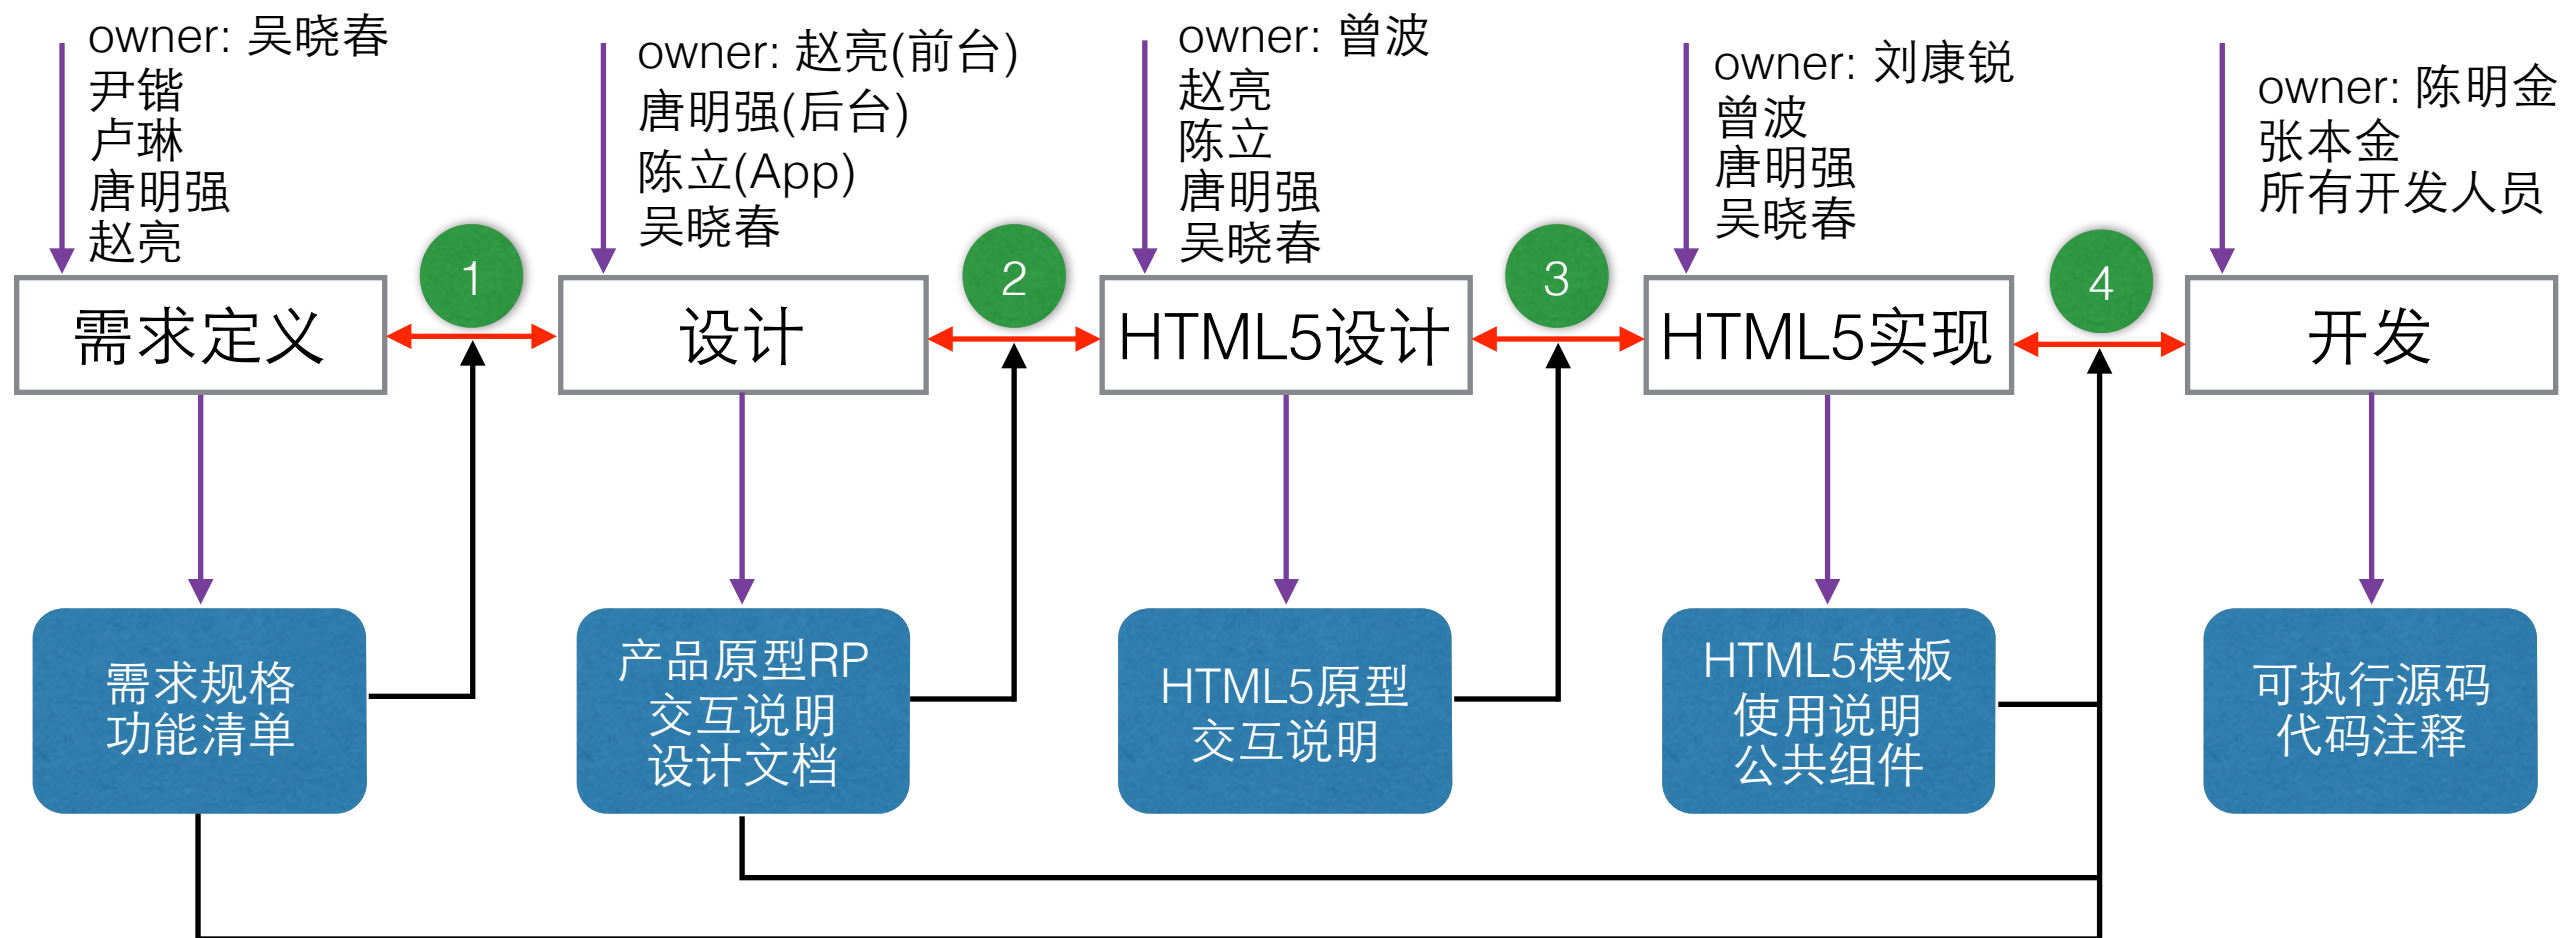 owner: 吴晓春
尹锴
卢琳
唐明强
赵亮
owner: 赵亮(前台)
唐明强(后台)
陈立(App)
吴晓春
owner: 曾波
赵亮
陈立
唐明强
吴晓春
owner: 刘康锐
曾波
唐明强
吴晓春
owner: 陈明金
张本金
所有开发人员
1
2
3
4
需求定义
设计
HTML5设计
HTML5实现
开发
需求规格
功能清单
产品原型RP
交互说明
设计文档
HTML5原型
交互说明
HTML5模板
使用说明
公共组件
可执行源码
代码注释